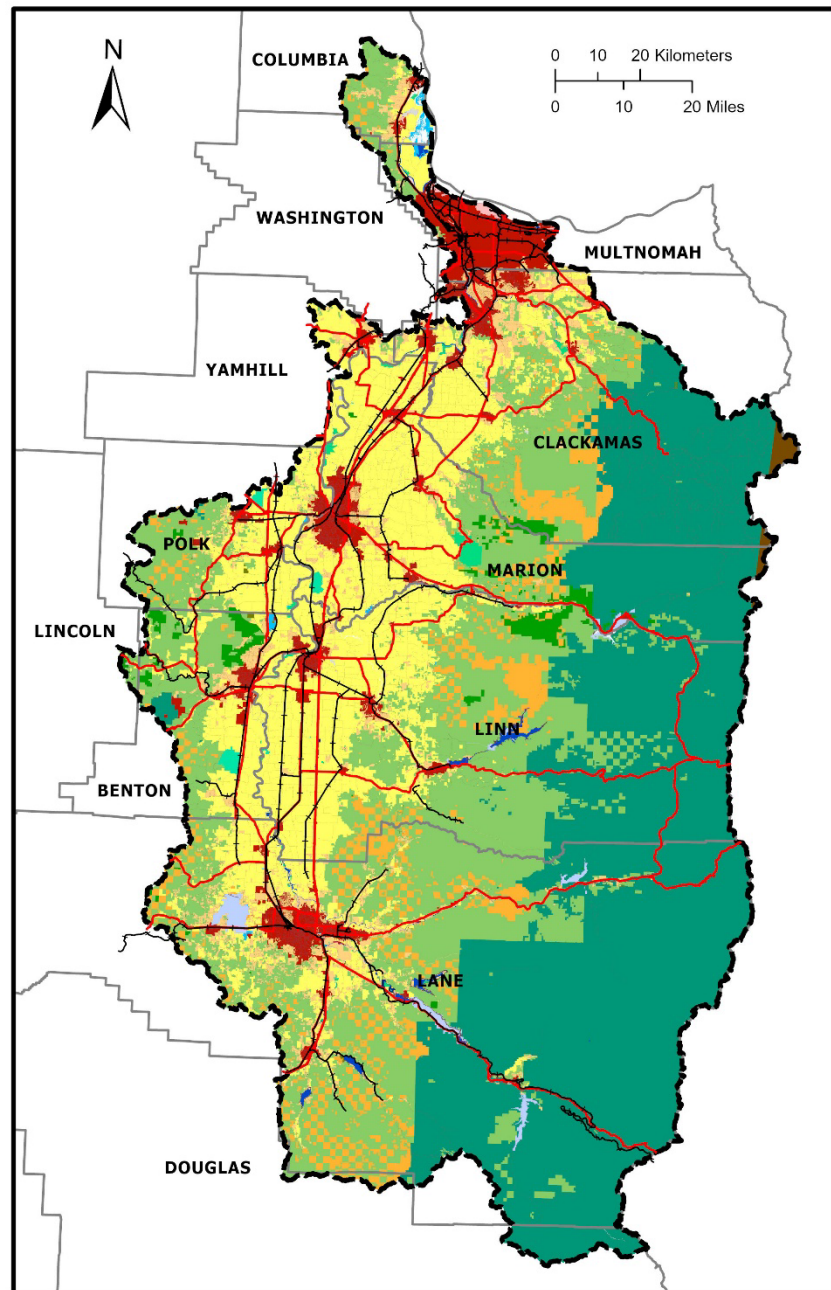 N
COLUMBIA
0 10 20 Kilometers
0 10 20 Miles
WASHINGTON
MULTNOMAH
YAMHILL
CLACKAMAS
POLK
MARION
LINCOLN
LINN
BENTON
LANE
DOUGLAS